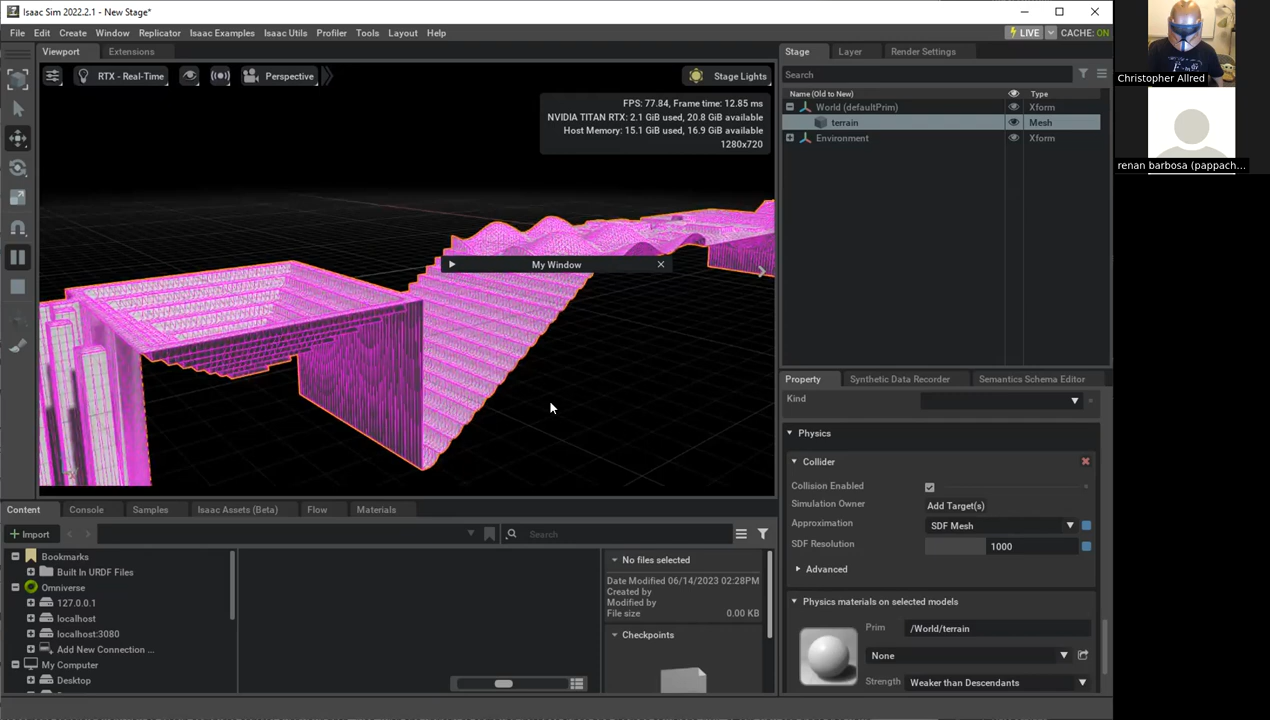 Isaac Sim 2022.2.1 - New Stage*
File Edit Create Window Replicator Isaac Examples Isaac Utils Profiler Tools Layout Help
LIVE CACHE: ON
Viewport Extensions
RTX - Real-Time Perspective Stage Lights
FPS: 77.84, Frame time: 12.85 ms
NVIDIA TITAN RTX: 2.1 GiB used, 20.8 GiB available
Host Memory: 15.1 GiB used, 16.9 GiB available
1280x720
My Window
Stage Layer Render Settings
Search
Name (Old to New) Type
World (defaultPrim) Xform
terrain Mesh
Environment Xform
Property Synthetic Data Recorder Semantics Schema Editor
Kind
Physics
Collider
Collision Enabled
Simulation Owner Add Target(s)
Approximation SDF Mesh
SDF Resolution 1000
Advanced
Physics materials on selected models
Prim /World/terrain
None
Strength Weaker than Descendants
Content Console Samples Isaac Assets (Beta) Flow Materials
Import Search
Bookmarks
Built In URDF Files
Omniverse
127.0.0.1
localhost
localhost:3080
Add New Connection ...
My Computer
Desktop
No files selected
Date Modified 06/14/2023 02:28PM
Created by
Modified by
File size 0.00 KB
Checkpoints
Christopher Allred
renan barbosa (pappach...